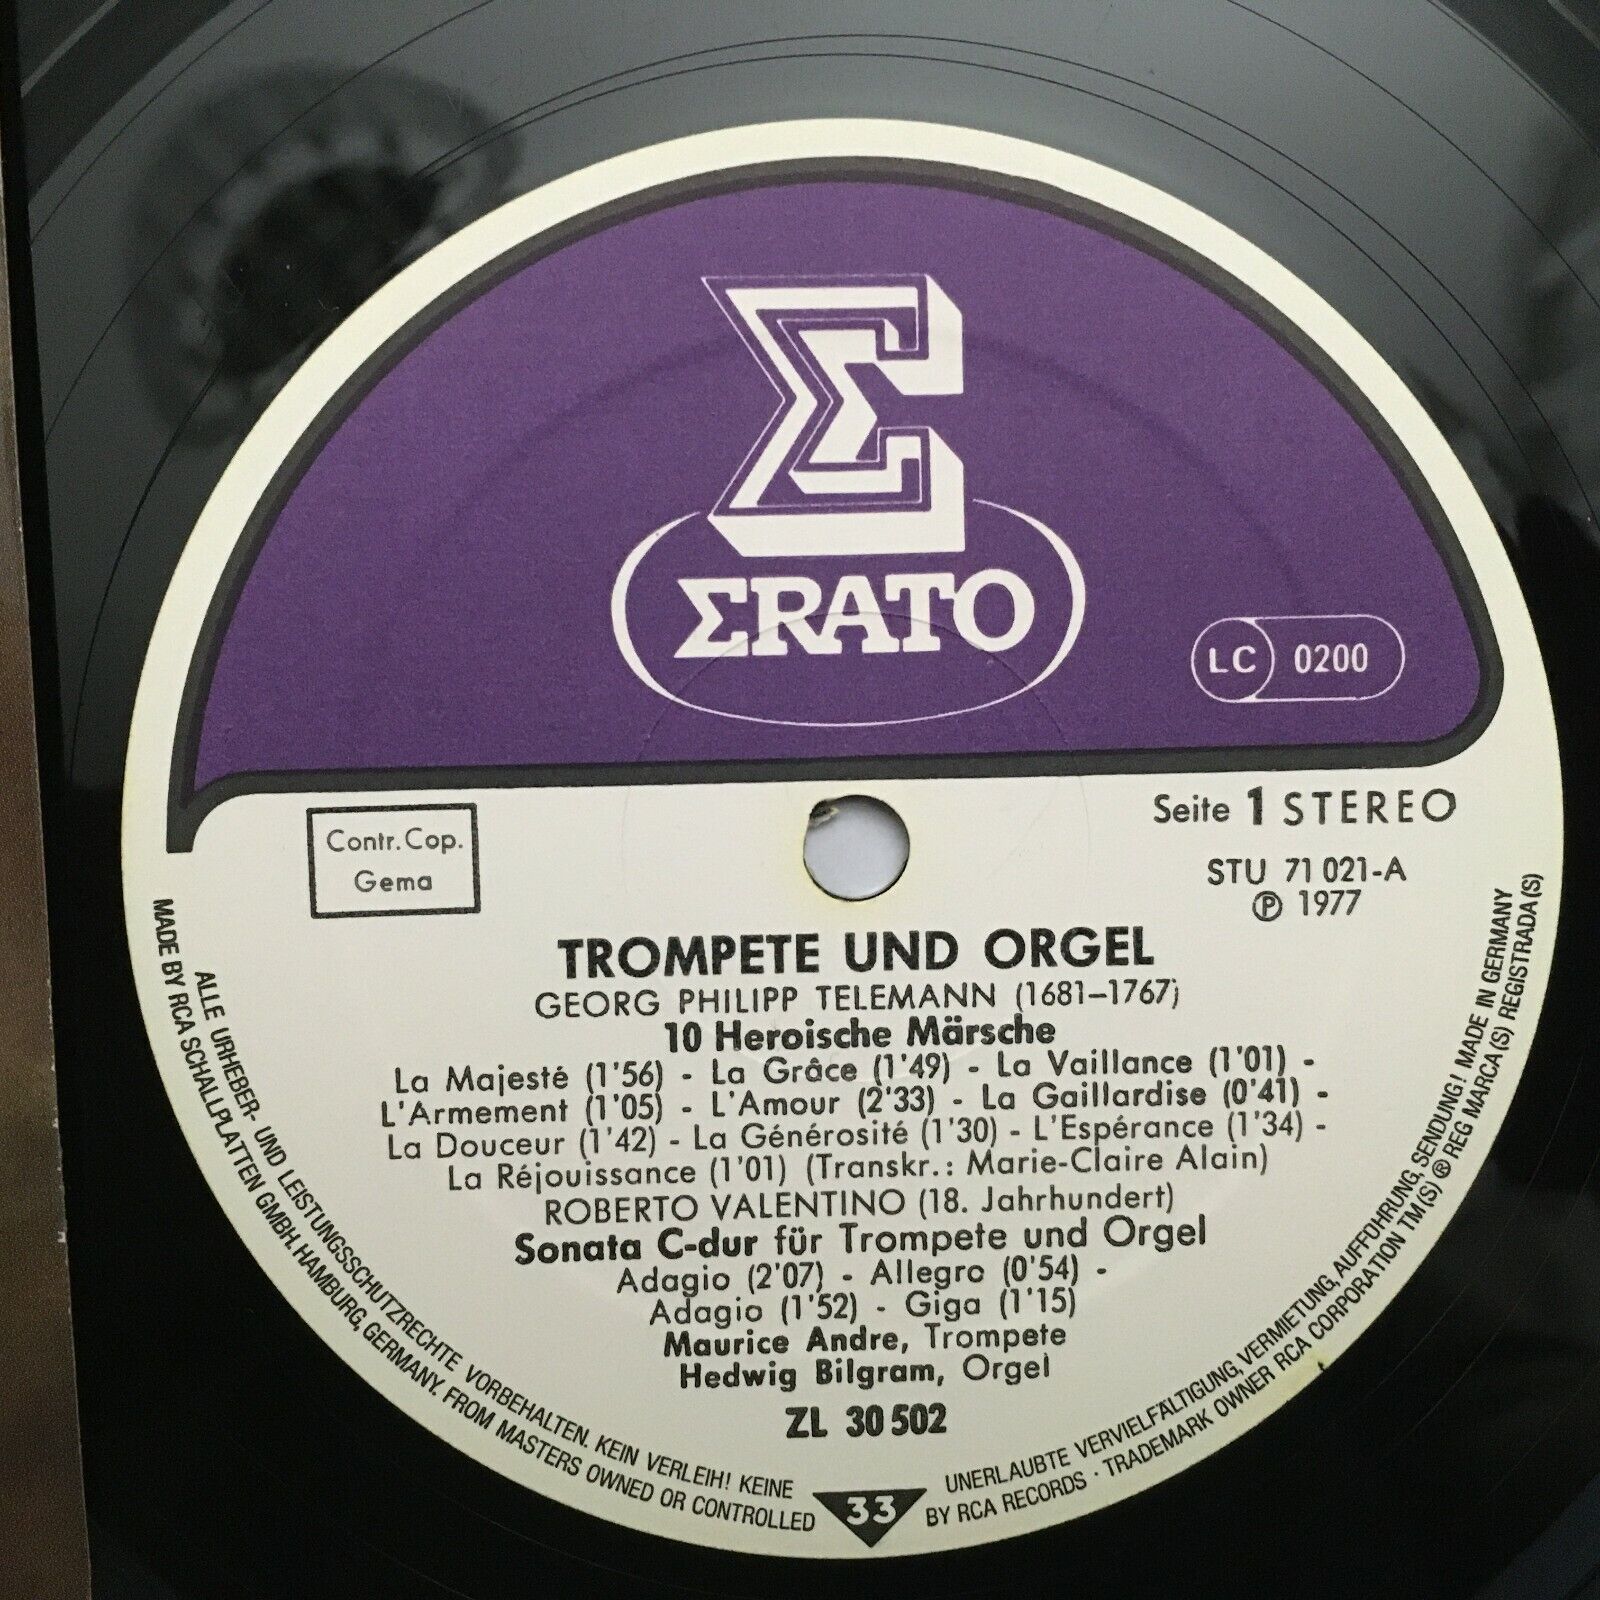 Σ
ΣRATO
LC 0200
Contr. Cop.
Gema
Seite 1 STEREO
STU 71 021-A
℗ 1977
TROMPETE UND ORGEL
GEORG PHILIPP TELEMANN (1681–1767)
10 Heroische Märsche
La Majesté (1'56) - La Grâce (1'49) - La Vaillance (1'01) -
L'Armement (1'05) - L'Amour (2'33) - La Gaillardise (0'41) -
La Douceur (1'42) - La Générosité (1'30) - L'Espérance (1'34) -
La Réjouissance (1'01) (Transkr.: Marie-Claire Alain)
ROBERTO VALENTINO (18. Jahrhundert)
Sonata C-dur für Trompete und Orgel
Adagio (2'07) - Allegro (0'54) -
Adagio (1'52) - Giga (1'15)
Maurice Andre, Trompete
Hedwig Bilgram, Orgel
ZL 30 502
33
ALLE URHEBER- UND LEISTUNGSSCHUTZRECHTE VORBEHALTEN. KEIN VERLEIH! KEINE UNERLAUBTE VERVIELFÄLTIGUNG, VERMIETUNG, AUFFÜHRUNG, SENDUNG! MADE IN GERMANY
MADE BY RCA SCHALLPLATTEN GMBH. HAMBURG, GERMANY. FROM MASTERS OWNED OR CONTROLLED BY RCA RECORDS · TRADEMARK OWNER RCA CORPORATION TM(S) ® REG MARCA(S) REGISTRADA(S)